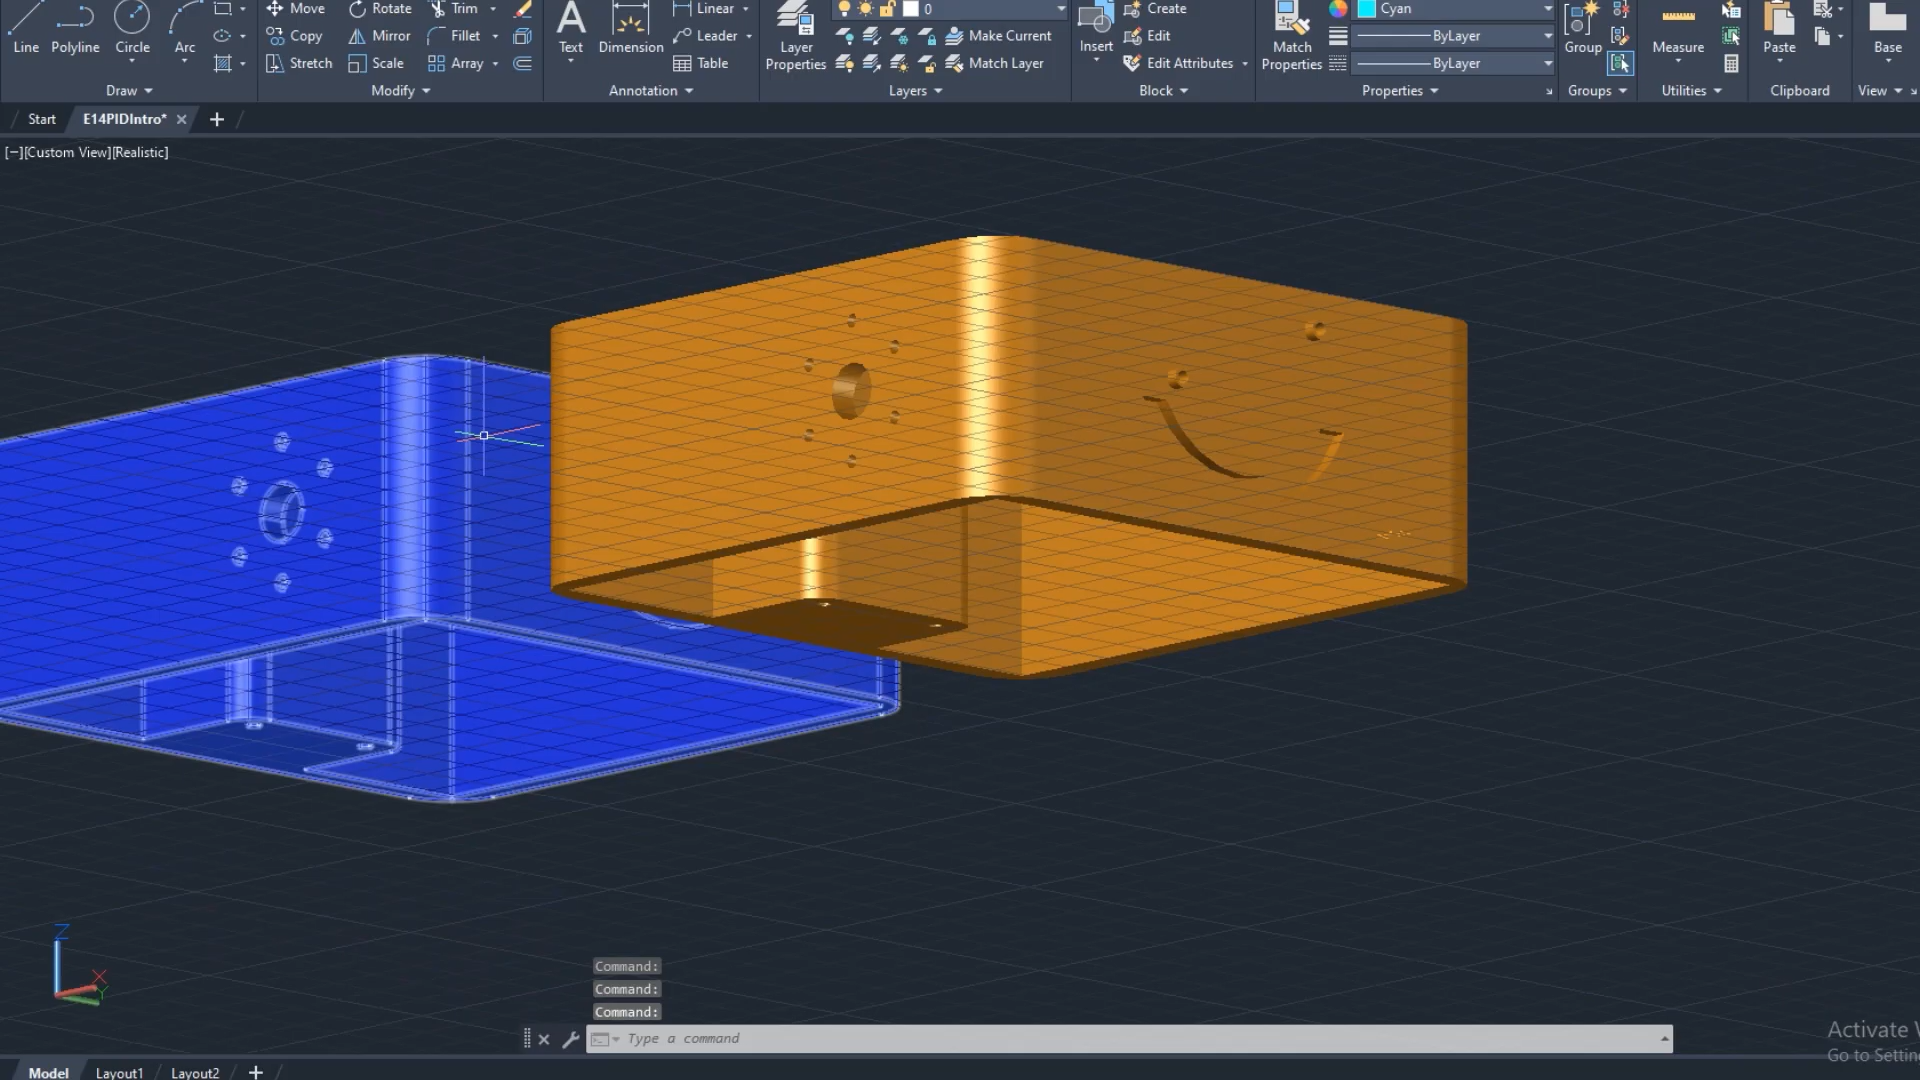 Move Rotate Trim Linear 0 Create Cyan
Line Polyline Circle Arc
Copy Mirror Fillet Leader Make Current Edit ByLayer
Text Dimension Insert Group Measure Paste Base
Layer Properties
Match Properties
Stretch Scale Array Table Match Layer Edit Attributes ByLayer
Draw Modify Annotation Layers Block Properties Groups Utilities Clipboard View
Start E14PIDIntro*
[−][Custom View][Realistic]
Z
X
Y
Command:
Command:
Command:
Type a command
Activate W
Go to Settin
Model Layout1 Layout2